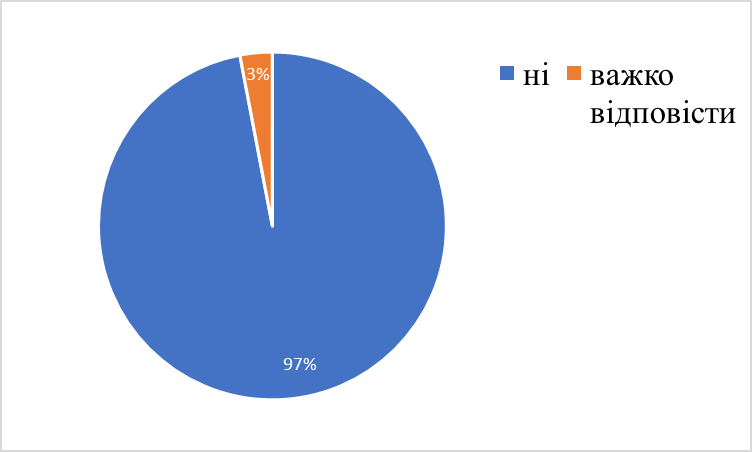 3%
97%
ні важко
відповісти